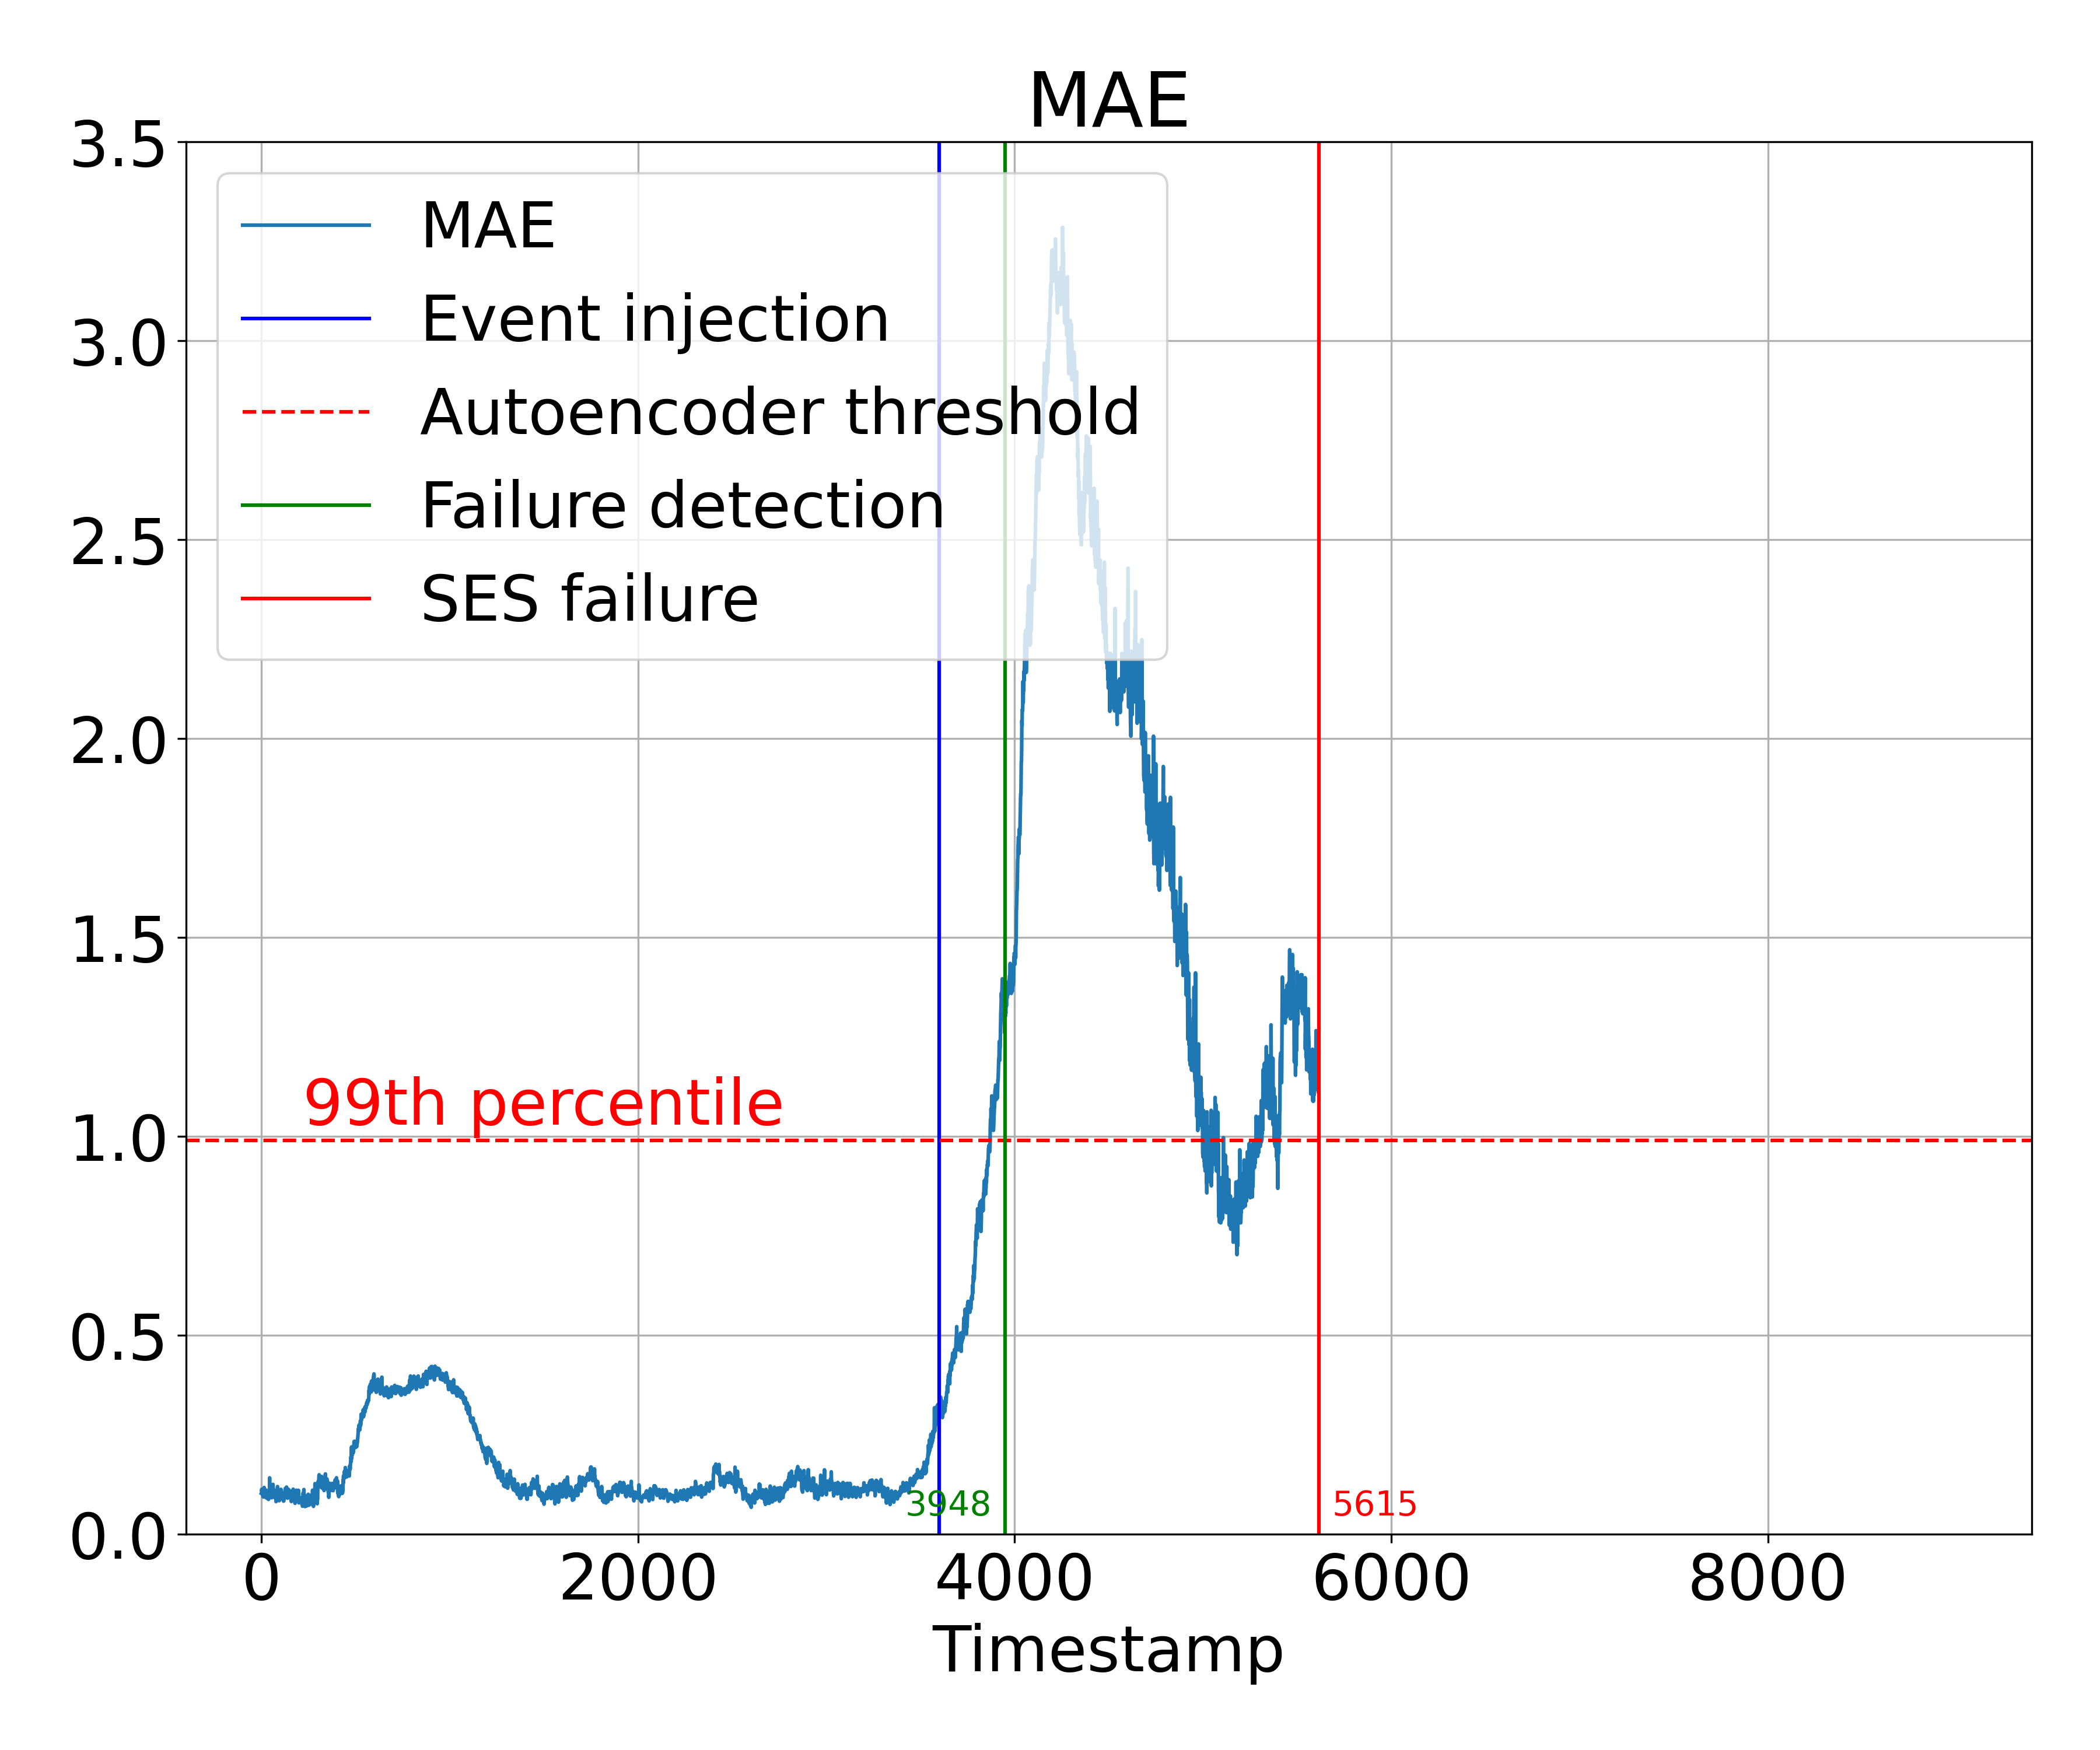 MAE
3.5
3.0
2.5
2.0
1.5
1.0
0.5
0.0
MAE
Event injection
Autoencoder threshold
Failure detection
SES failure
99th percentile
3948
5615
0
2000
4000
6000
8000
Timestamp